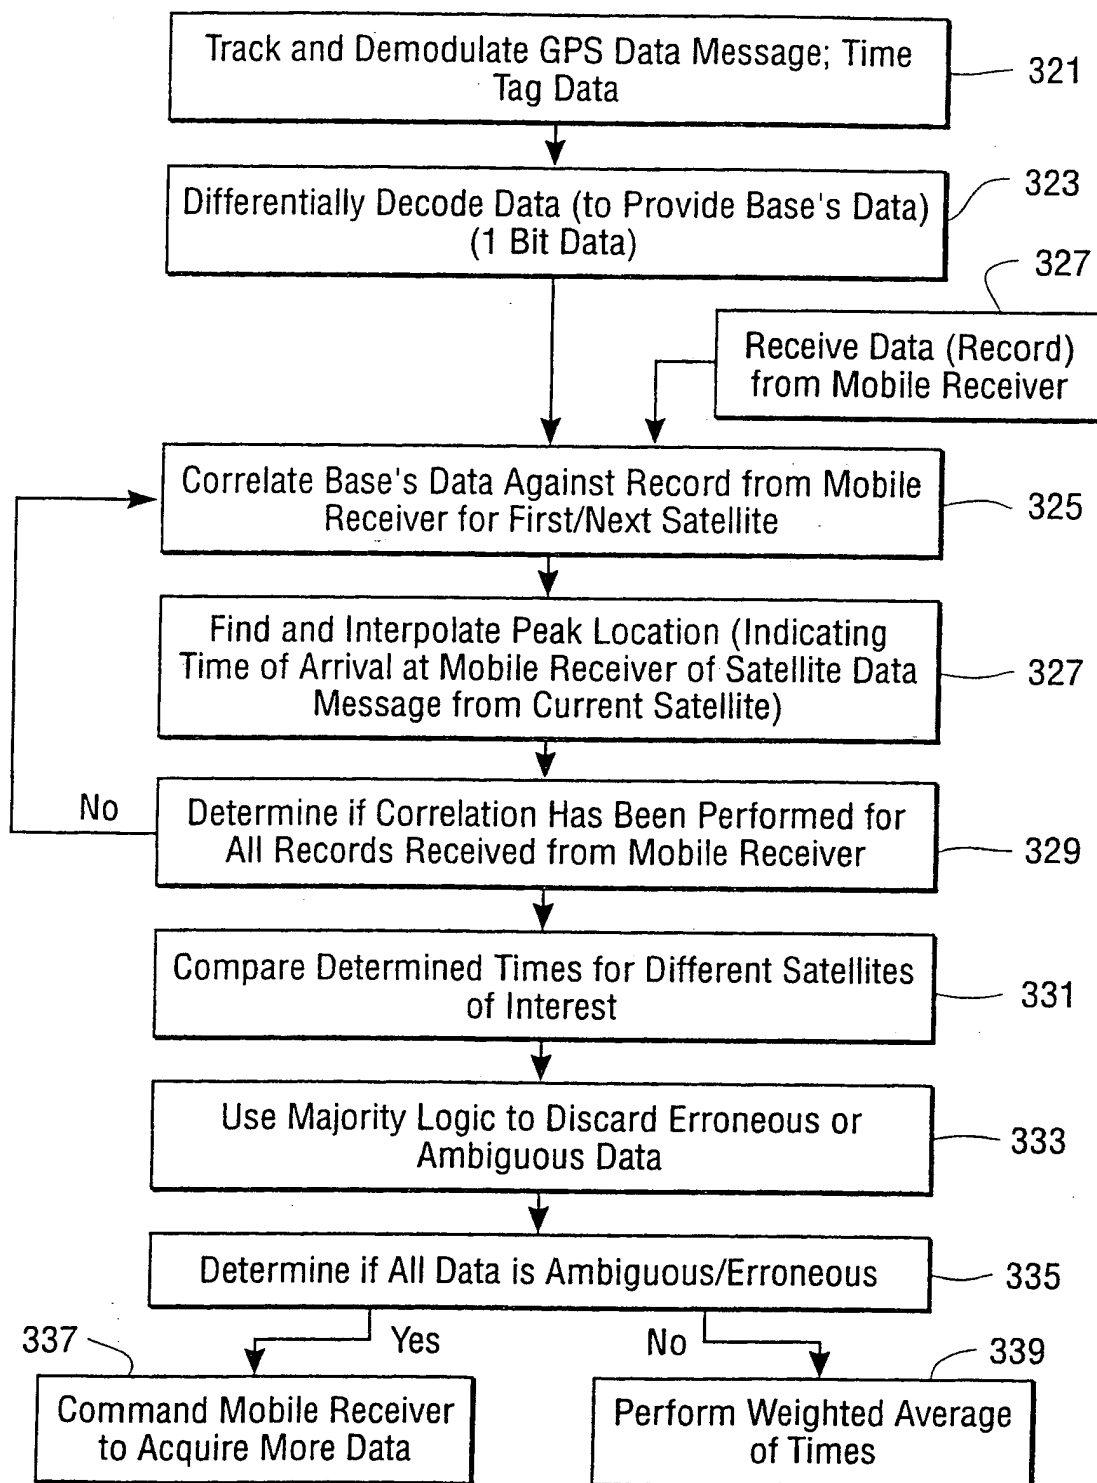 Track and Demodulate GPS Data Message; Time
Tag Data
321
Differentially Decode Data (to Provide Base's Data)
(1 Bit Data)
323
327
Receive Data (Record)
from Mobile Receiver
Correlate Base's Data Against Record from Mobile
Receiver for First/Next Satellite
325
Find and Interpolate Peak Location (Indicating
Time of Arrival at Mobile Receiver of Satellite Data
Message from Current Satellite)
327
No
Determine if Correlation Has Been Performed for
All Records Received from Mobile Receiver
329
Compare Determined Times for Different Satellites
of Interest
331
Use Majority Logic to Discard Erroneous or
Ambiguous Data
333
Determine if All Data is Ambiguous/Erroneous
335
337
Yes
No
339
Command Mobile Receiver
to Acquire More Data
Perform Weighted Average
of Times